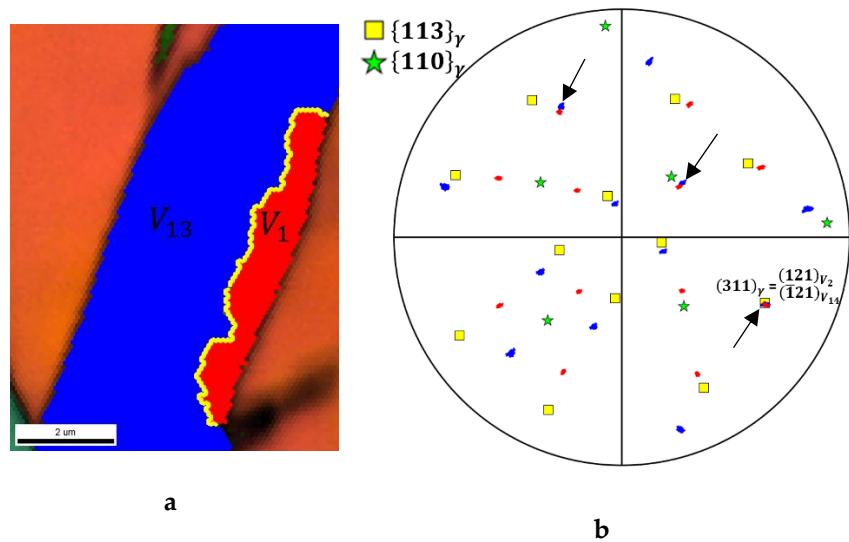 V₁₃
V₁
2 um
a
{113}ᵧ
{110}ᵧ
(311)ᵧ = (121)V₂
(1̅21)V₁₄
b